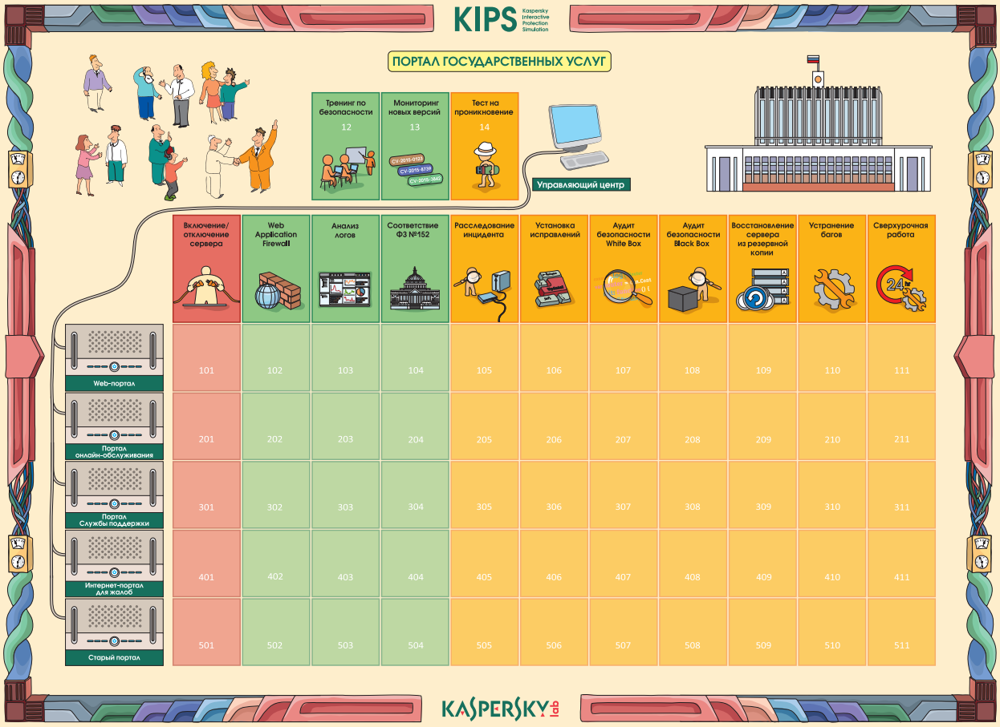 KIPS
Kaspersky
Interactive
Protection
Simulation
ПОРТАЛ ГОСУДАРСТВЕННЫХ УСЛУГ
Тренинг по
безопасности
12
Мониторинг
новых версий
13
CV-2015-0123
CV-2015-8739
Тест на
проникновение
14
Управляющий центр
Включение/
отключение
сервера
Web
Application
Firewall
Анализ
логов
Соответствие
ФЗ №152
Расследование
инцидента
Установка
исправлений
Аудит
безопасности
White Box
Аудит
безопасности
Black Box
Восстановление
сервера
из резервной
копии
Устранение
багов
Сверхурочная
работа
24
Web-портал
101 102 103 104 105 106 107 108 109 110 111
Портал
онлайн-обслуживания
201 202 203 204 205 206 207 208 209 210 211
Портал
Службы поддержки
301 302 303 304 305 306 307 308 309 310 311
Интернет-портал
для жалоб
401 402 403 404 405 406 407 408 409 410 411
Старый портал
501 502 503 504 505 506 507 508 509 510 511
KASPERSKY lab